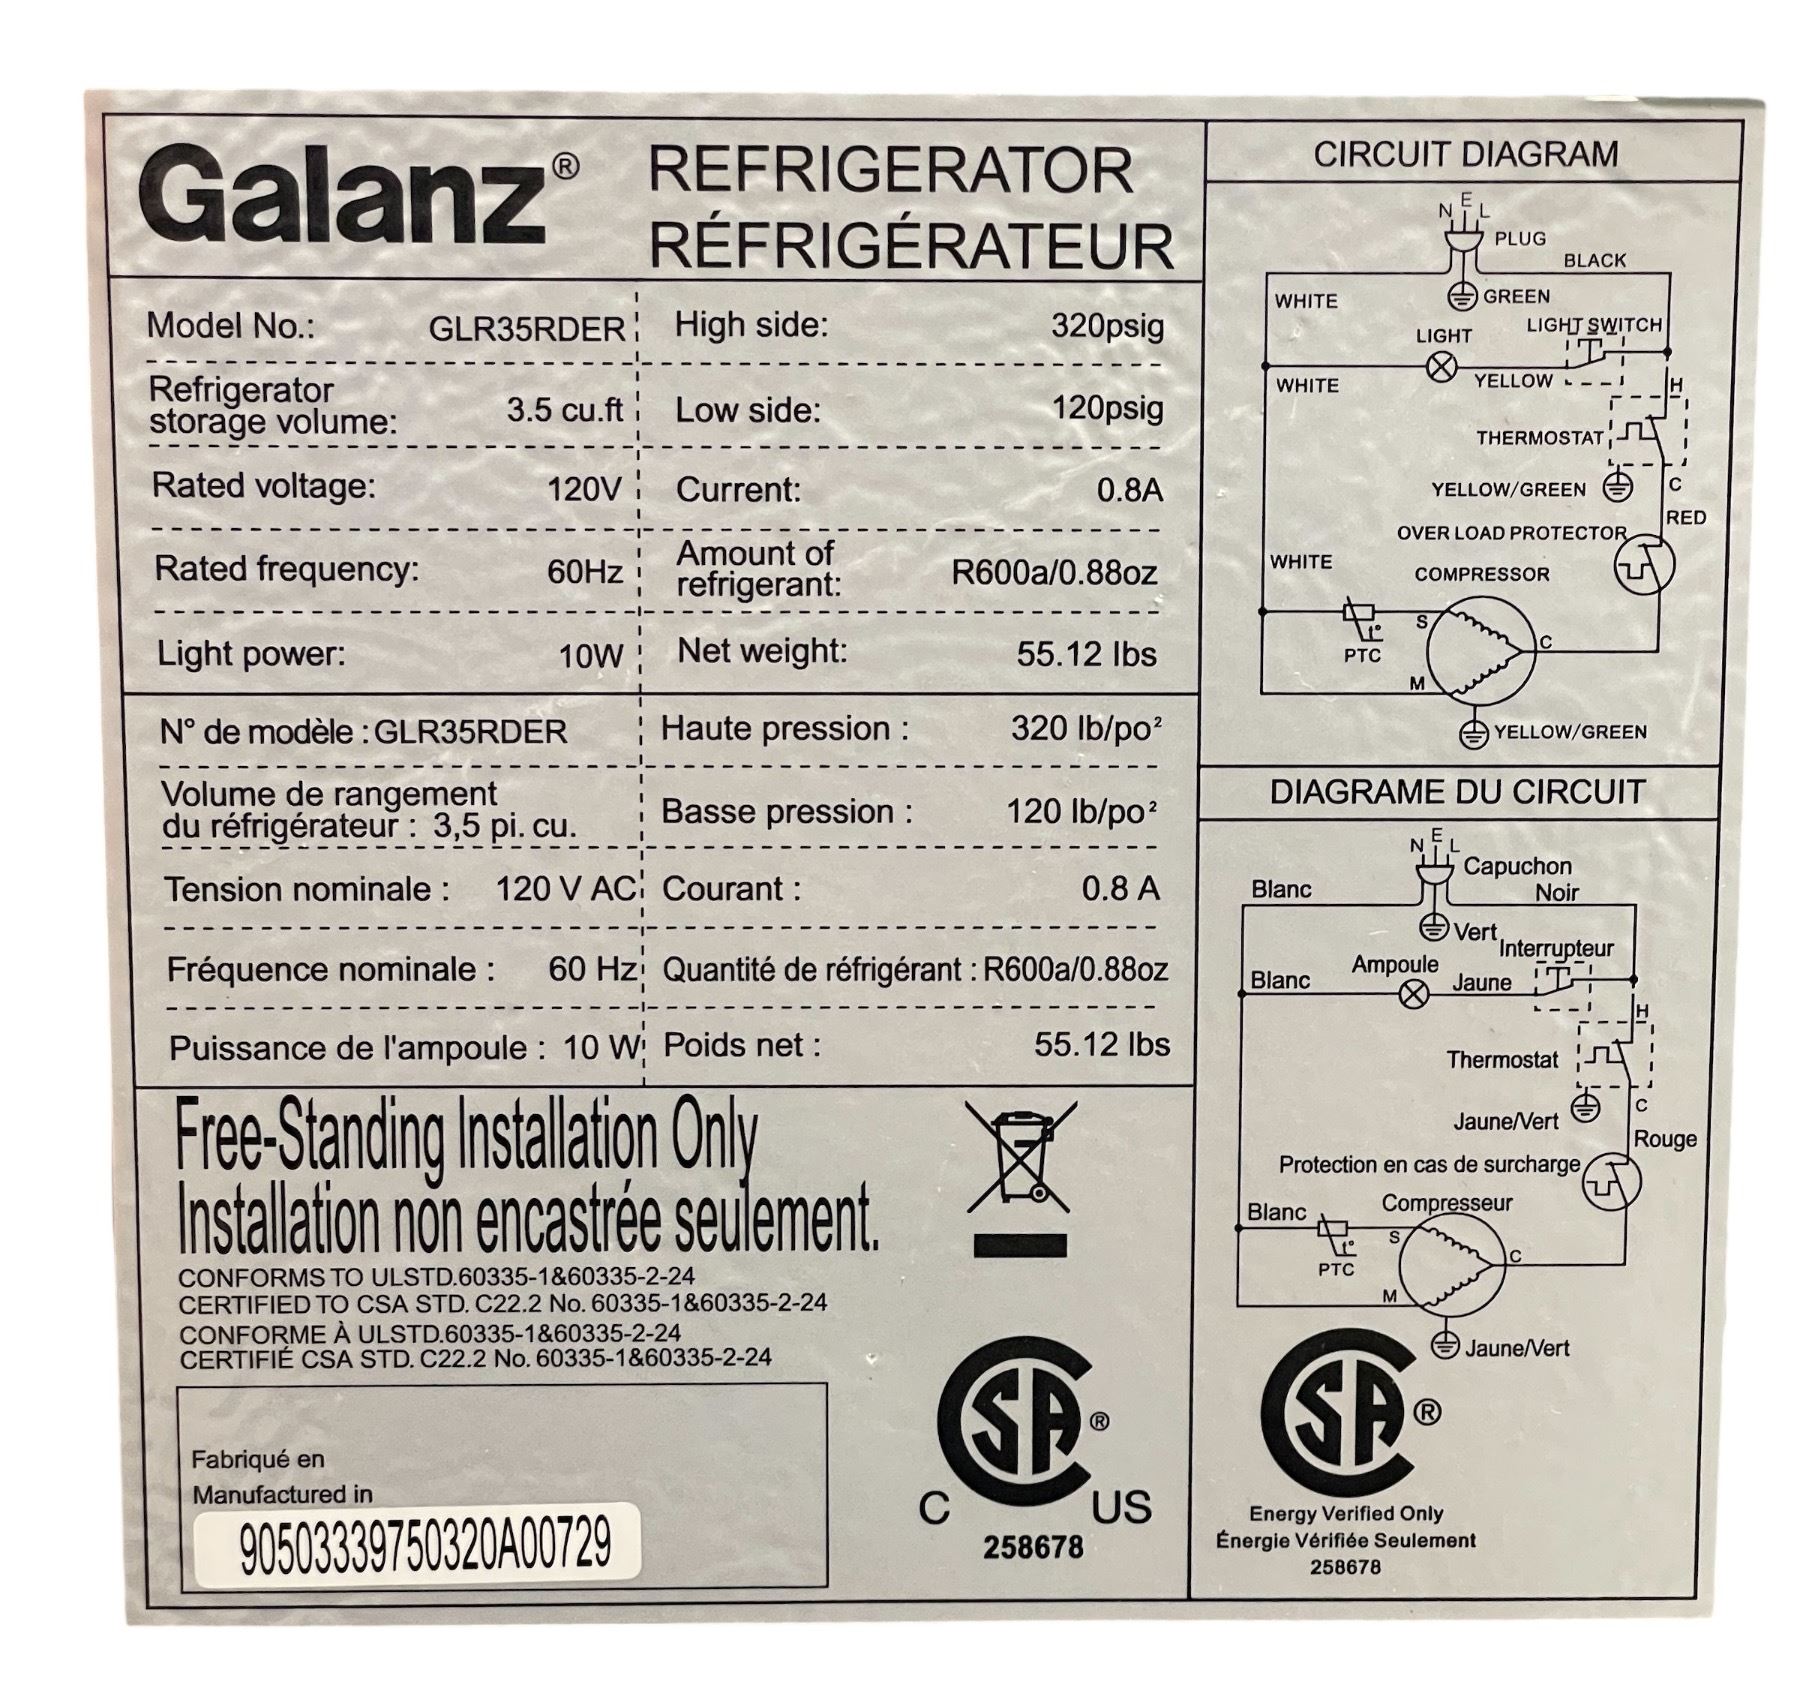 Galanz®
REFRIGERATOR
RÉFRIGÉRATEUR
Model No.: GLR35RDER
High side: 320psig
Refrigerator
storage volume: 3.5 cu.ft
Low side: 120psig
Rated voltage: 120V
Current: 0.8A
Rated frequency: 60Hz
Amount of
refrigerant: R600a/0.88oz
Light power: 10W
Net weight: 55.12 lbs
N° de modèle : GLR35RDER
Haute pression : 320 lb/po²
Volume de rangement
du réfrigérateur : 3,5 pi. cu.
Basse pression : 120 lb/po²
Tension nominale : 120 V AC
Courant : 0.8 A
Fréquence nominale : 60 Hz
Quantité de réfrigérant : R600a/0.88oz
Puissance de l'ampoule : 10 W
Poids net : 55.12 lbs
Free-Standing Installation Only
Installation non encastrée seulement.
CONFORMS TO ULSTD.60335-1&60335-2-24
CERTIFIED TO CSA STD. C22.2 No. 60335-1&60335-2-24
CONFORME À ULSTD.60335-1&60335-2-24
CERTIFIÉ CSA STD. C22.2 No. 60335-1&60335-2-24
Fabriqué en
Manufactured in
90503339750320A00729
CSA ®
C US
258678
CIRCUIT DIAGRAM
N E L
PLUG
BLACK
WHITE
GREEN
LIGHT SWITCH
LIGHT
WHITE
YELLOW
H
THERMOSTAT
YELLOW/GREEN
C
RED
OVER LOAD PROTECTOR
WHITE
COMPRESSOR
S
t°
PTC
C
M
YELLOW/GREEN
DIAGRAME DU CIRCUIT
N E L
Capuchon
Blanc
Noir
Vert
Interrupteur
Ampoule
Blanc
Jaune
H
Thermostat
Jaune/Vert
C
Rouge
Protection en cas de surcharge
Compresseur
Blanc
S
t°
PTC
C
M
Jaune/Vert
CSA ®
Energy Verified Only
Énergie Vérifiée Seulement
258678